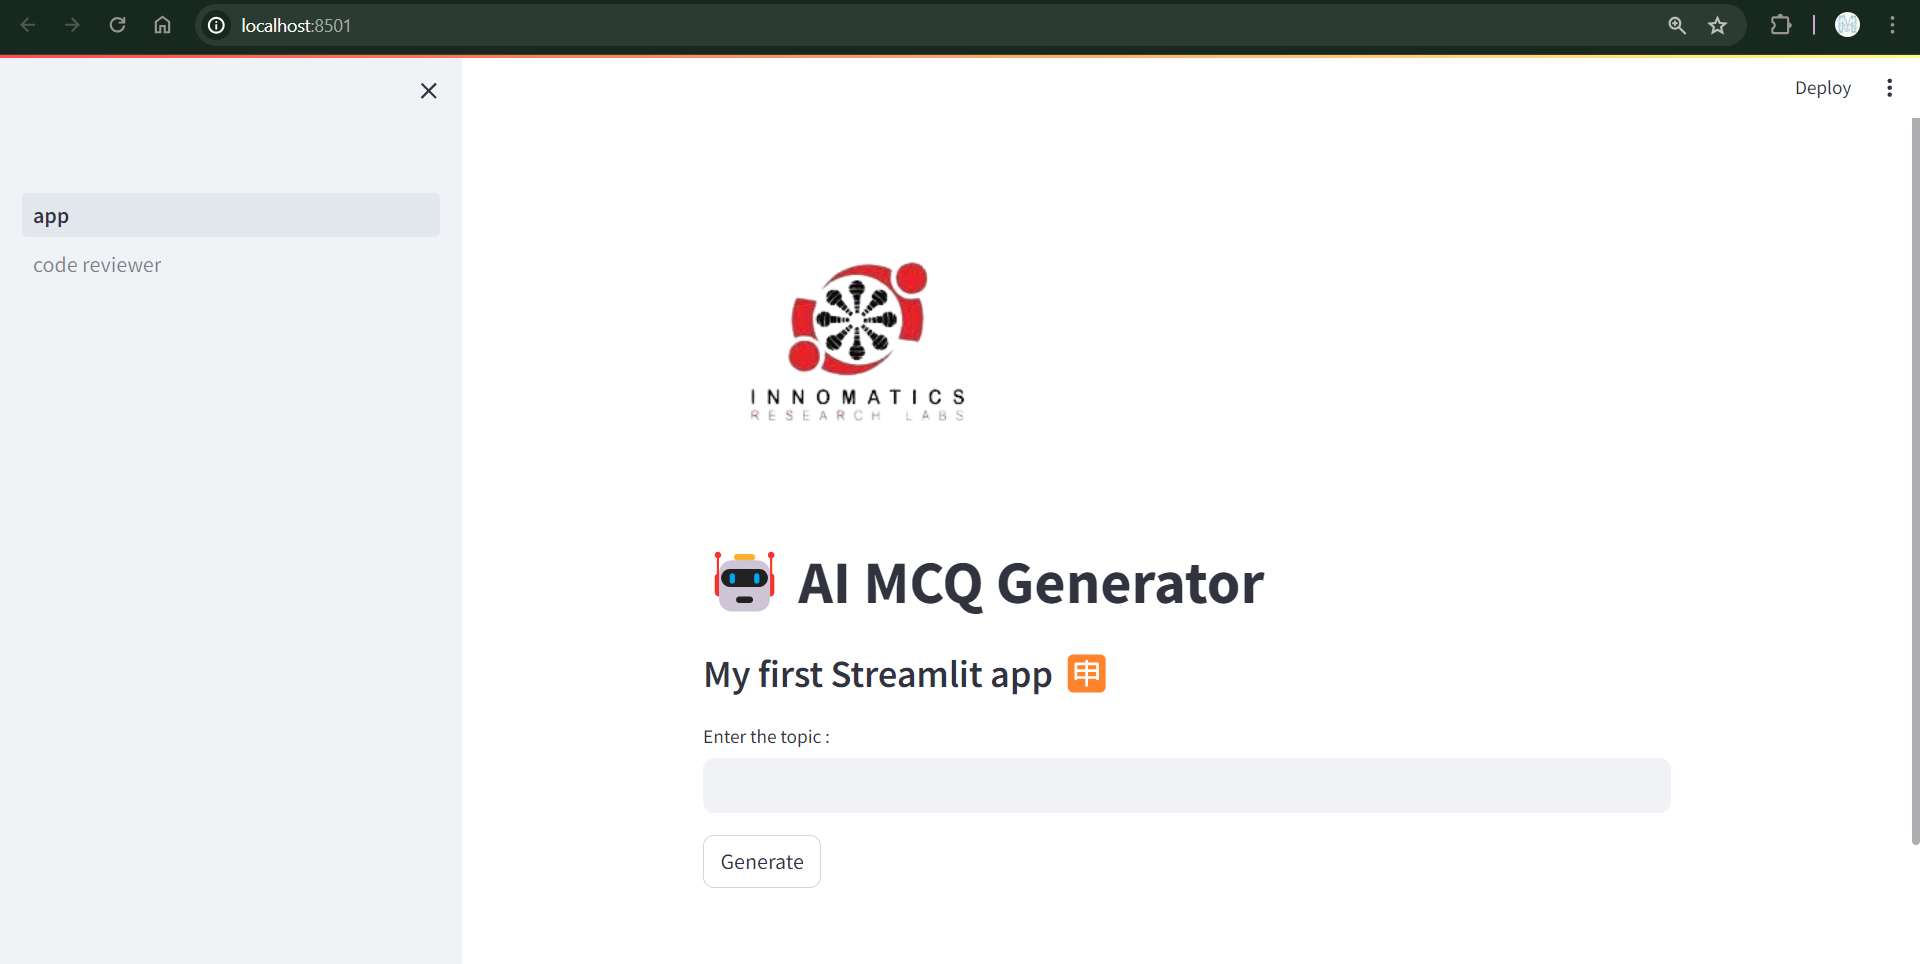 localhost:8501
Deploy
app
code reviewer
INNOMATICS
RESEARCH LABS
AI MCQ Generator
My first Streamlit app 🈸
Enter the topic :
Generate